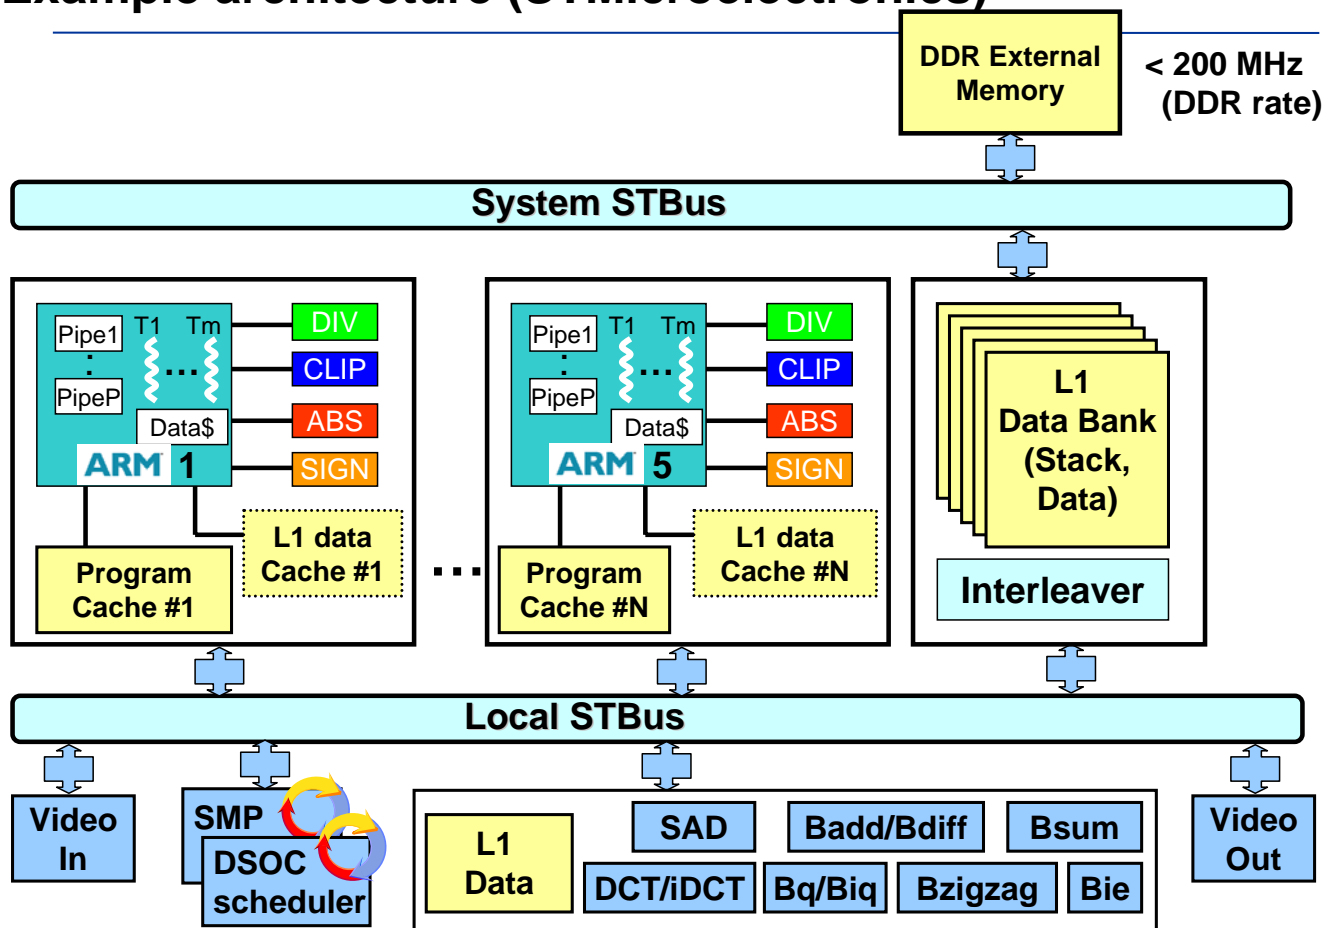 Example architecture (STMicroelectronics)
DDR External
Memory
< 200 MHz
(DDR rate)
System STBus
Pipe1
:
PipeP
T1 Tm
...
Data$
ARM 1
DIV
CLIP
ABS
SIGN
L1 data
Cache #1
Program
Cache #1
...
Pipe1
:
PipeP
T1 Tm
...
Data$
ARM 5
DIV
CLIP
ABS
SIGN
L1 data
Cache #N
Program
Cache #N
L1
Data Bank
(Stack,
Data)
Interleaver
Local STBus
Video
In
SMP
DSOC
scheduler
L1
Data
SAD
Badd/Bdiff
Bsum
DCT/iDCT
Bq/Biq
Bzigzag
Bie
Video
Out